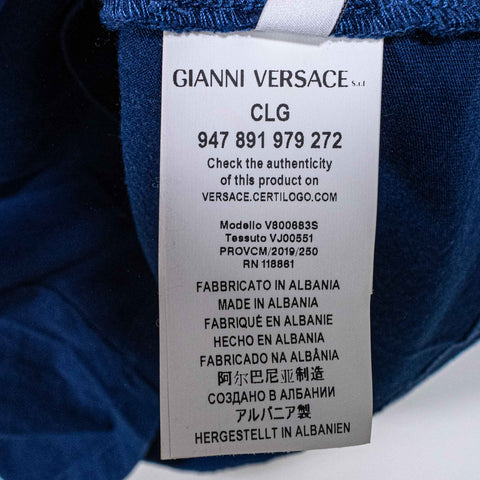 GIANNI VERSACE s.r.l
CLG
947 891 979 272
Check the authenticity
of this product on
VERSACE.CERTILOGO.COM
Modello V800683S
Tessuto VJ00551
PROVCM/2019/250
RN 118861
FABBRICATO IN ALBANIA
MADE IN ALBANIA
FABRIQUÉ EN ALBANIE
HECHO EN ALBANIA
FABRICADO NA ALBÂNIA
阿尔巴尼亚制造
СОЗДАНО В АЛБАНИИ
アルバニア製
HERGESTELLT IN ALBANIEN